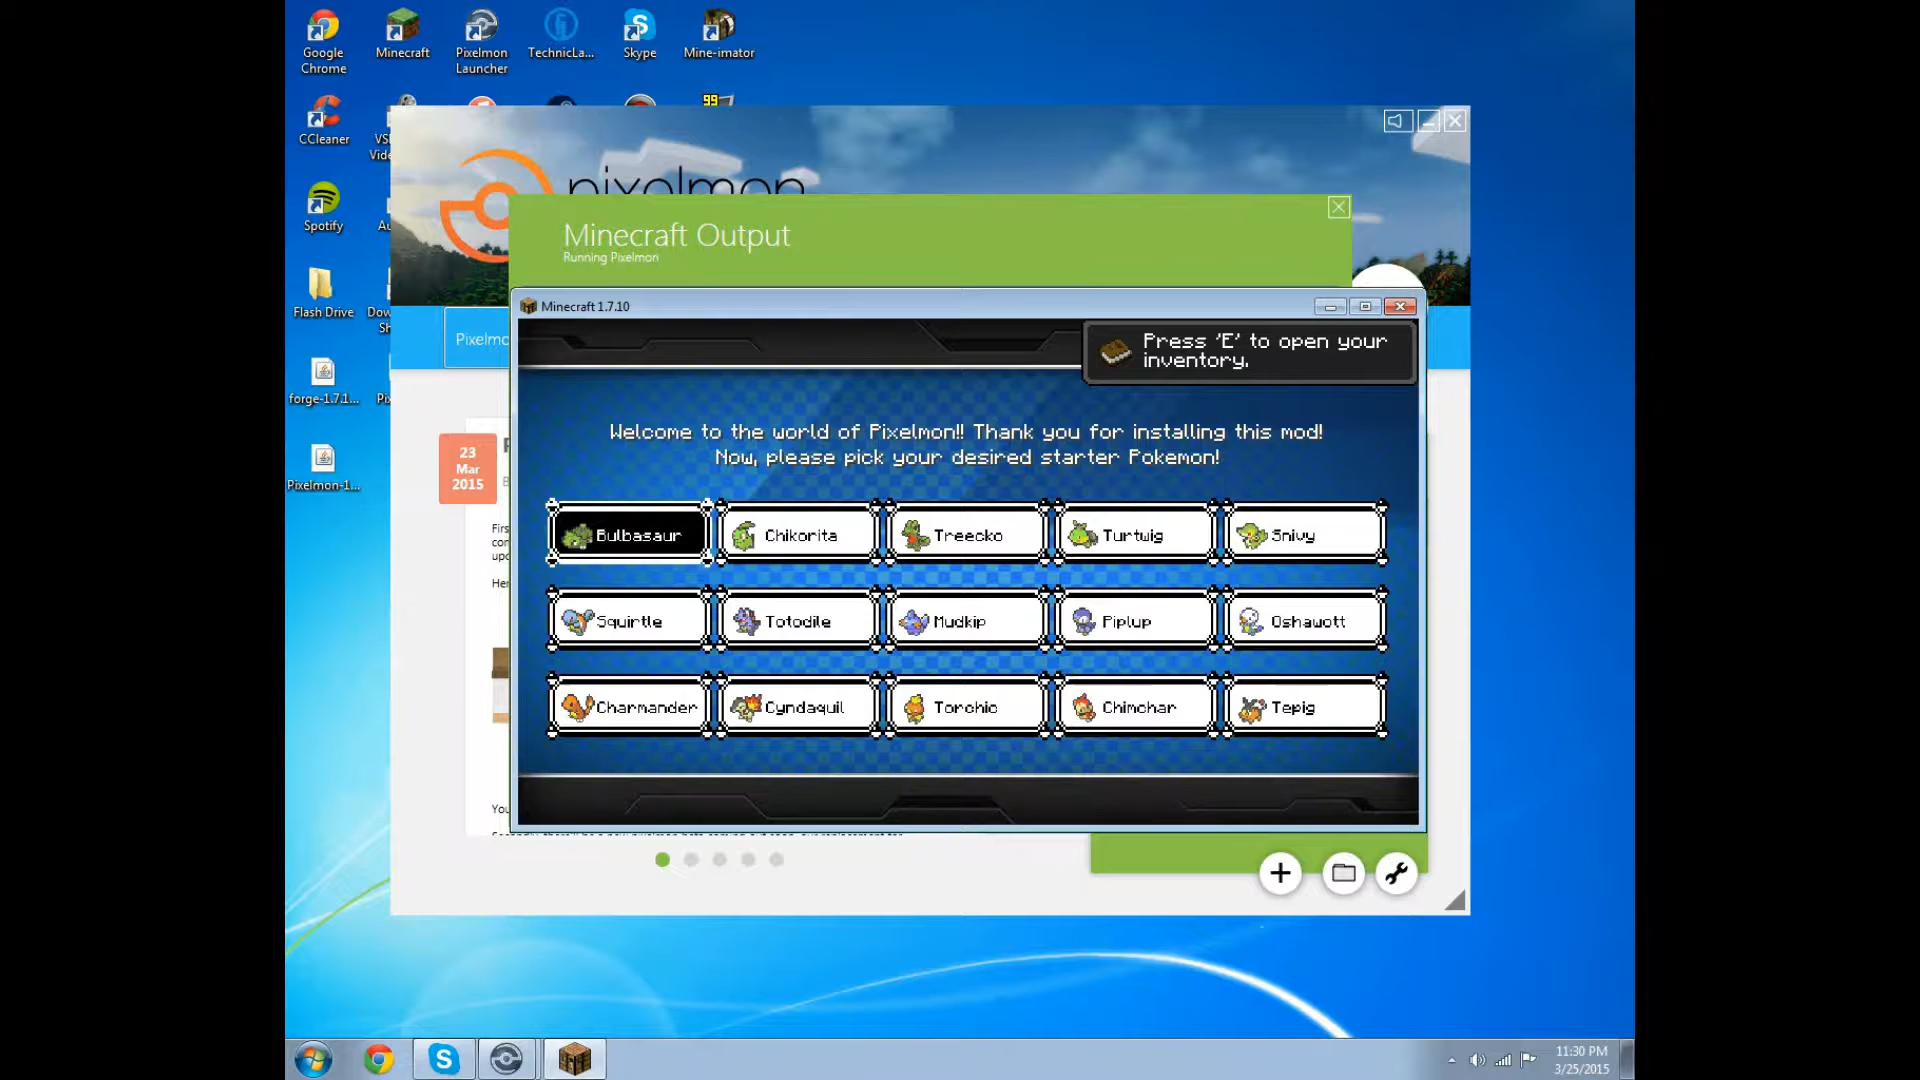 Google
Chrome
Minecraft
Pixelmon
Launcher
TechnicLa...
Skype
Mine-imator
99
CCleaner
Spotify
Flash Drive
forge-1.7.1...
Pixelmon-1...
pixelmon
Minecraft Output
Running Pixelmon
Minecraft 1.7.10
Press 'E' to open your
inventory.
Welcome to the world of Pixelmon!! Thank you for installing this mod!
Now, please pick your desired starter Pokemon!
Bulbasaur
Chikorita
Treecko
Turtwig
Snivy
Squirtle
Totodile
Mudkip
Piplup
Oshawott
Charmander
Cyndaquil
Torchic
Chimchar
Tepig
23
Mar
2015
11:30 PM
3/25/2015